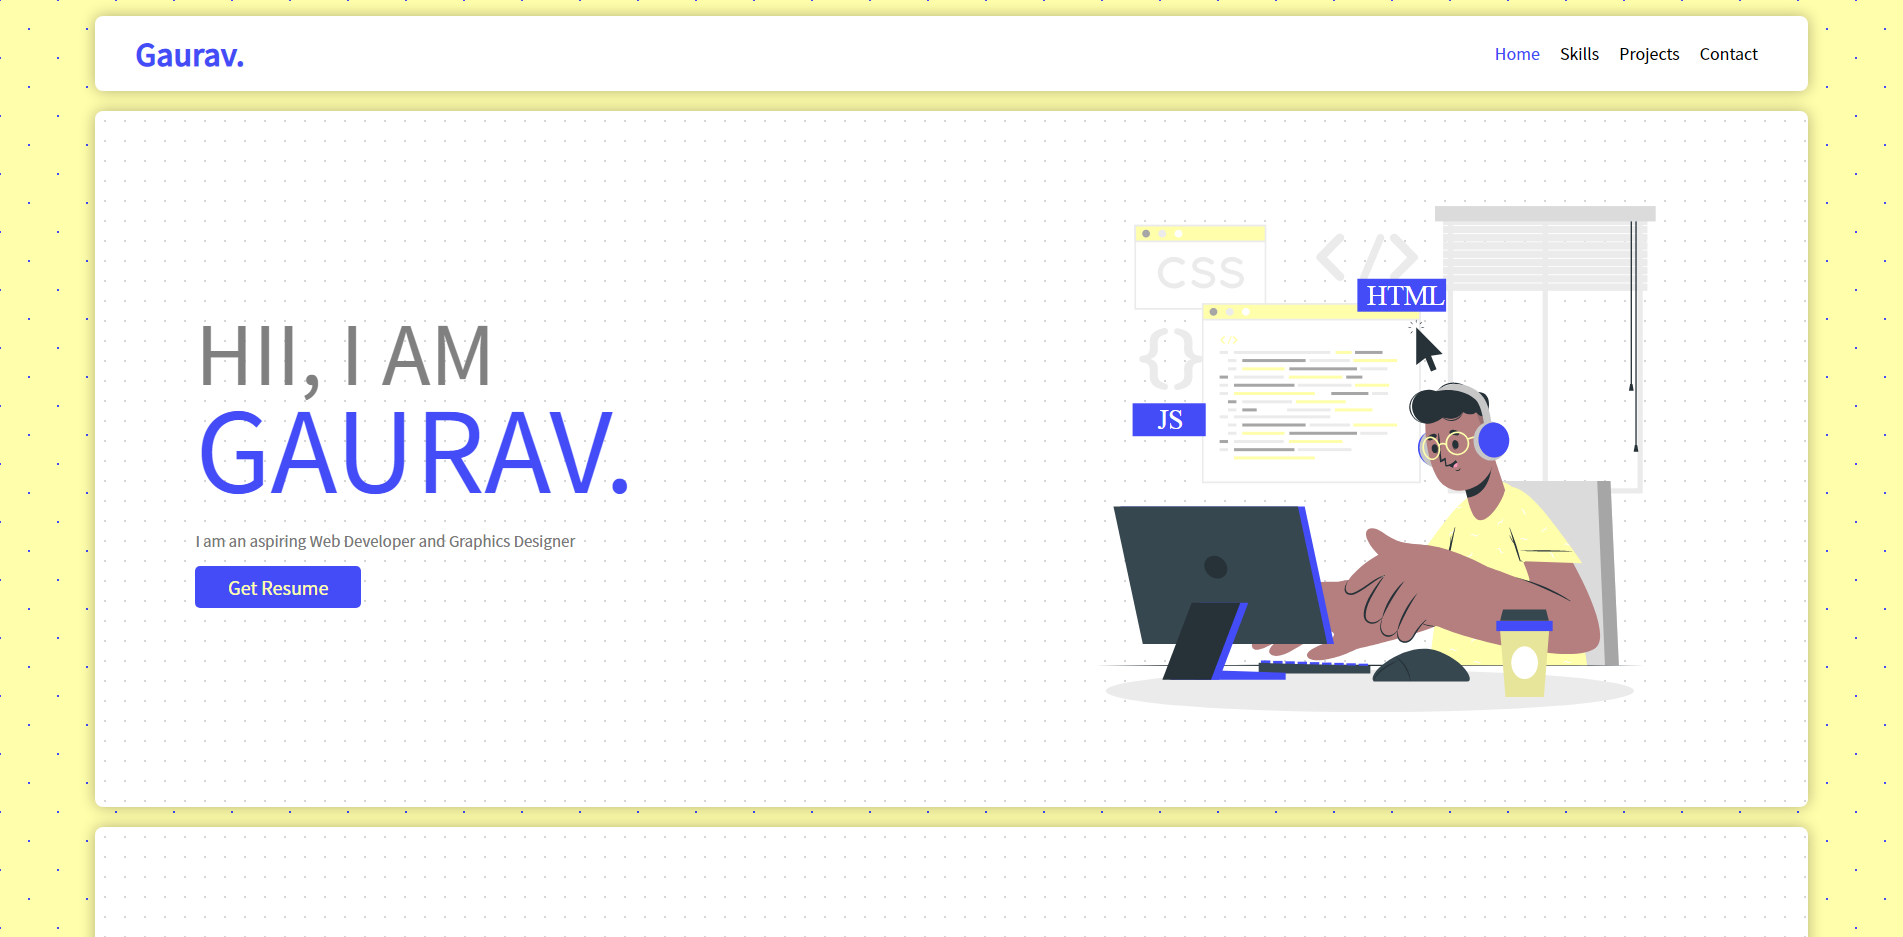 Gaurav.
Home Skills Projects Contact
HII, I AM
GAURAV.
I am an aspiring Web Developer and Graphics Designer
Get Resume
CSS
</>
HTML
{}
</>
JS